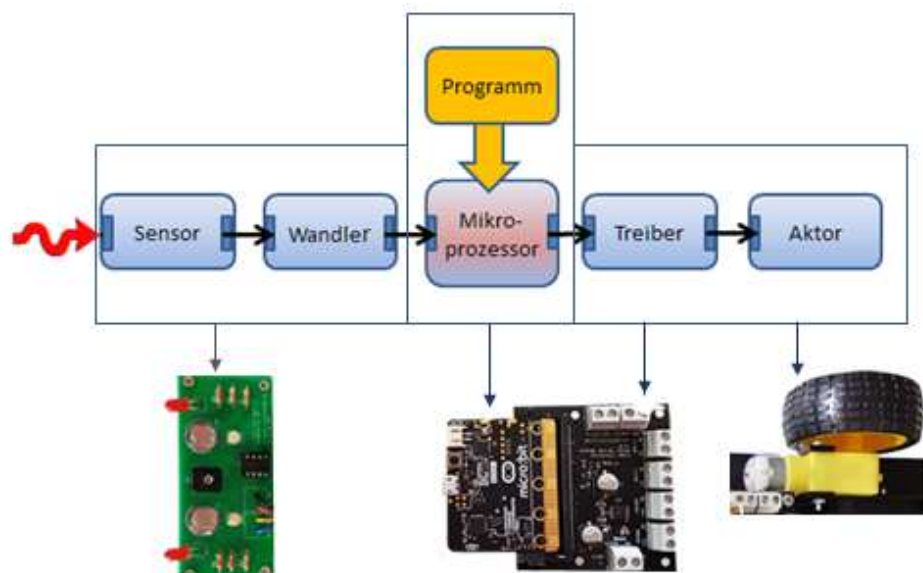 Programm
Sensor
Wandler
Mikro-
prozessor
Treiber
Aktor
micro:bit